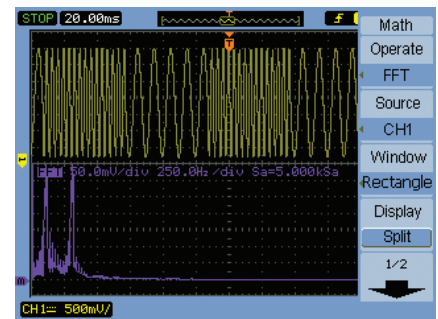 STOP 20.00ms
T
Math
Operate
FFT
Source
CH1
Window
Rectangle
Display
Split
1/2
FFT 50.0mV/div 250.0Hz/div Sa=5.000kSa
M
CH1 500mV/